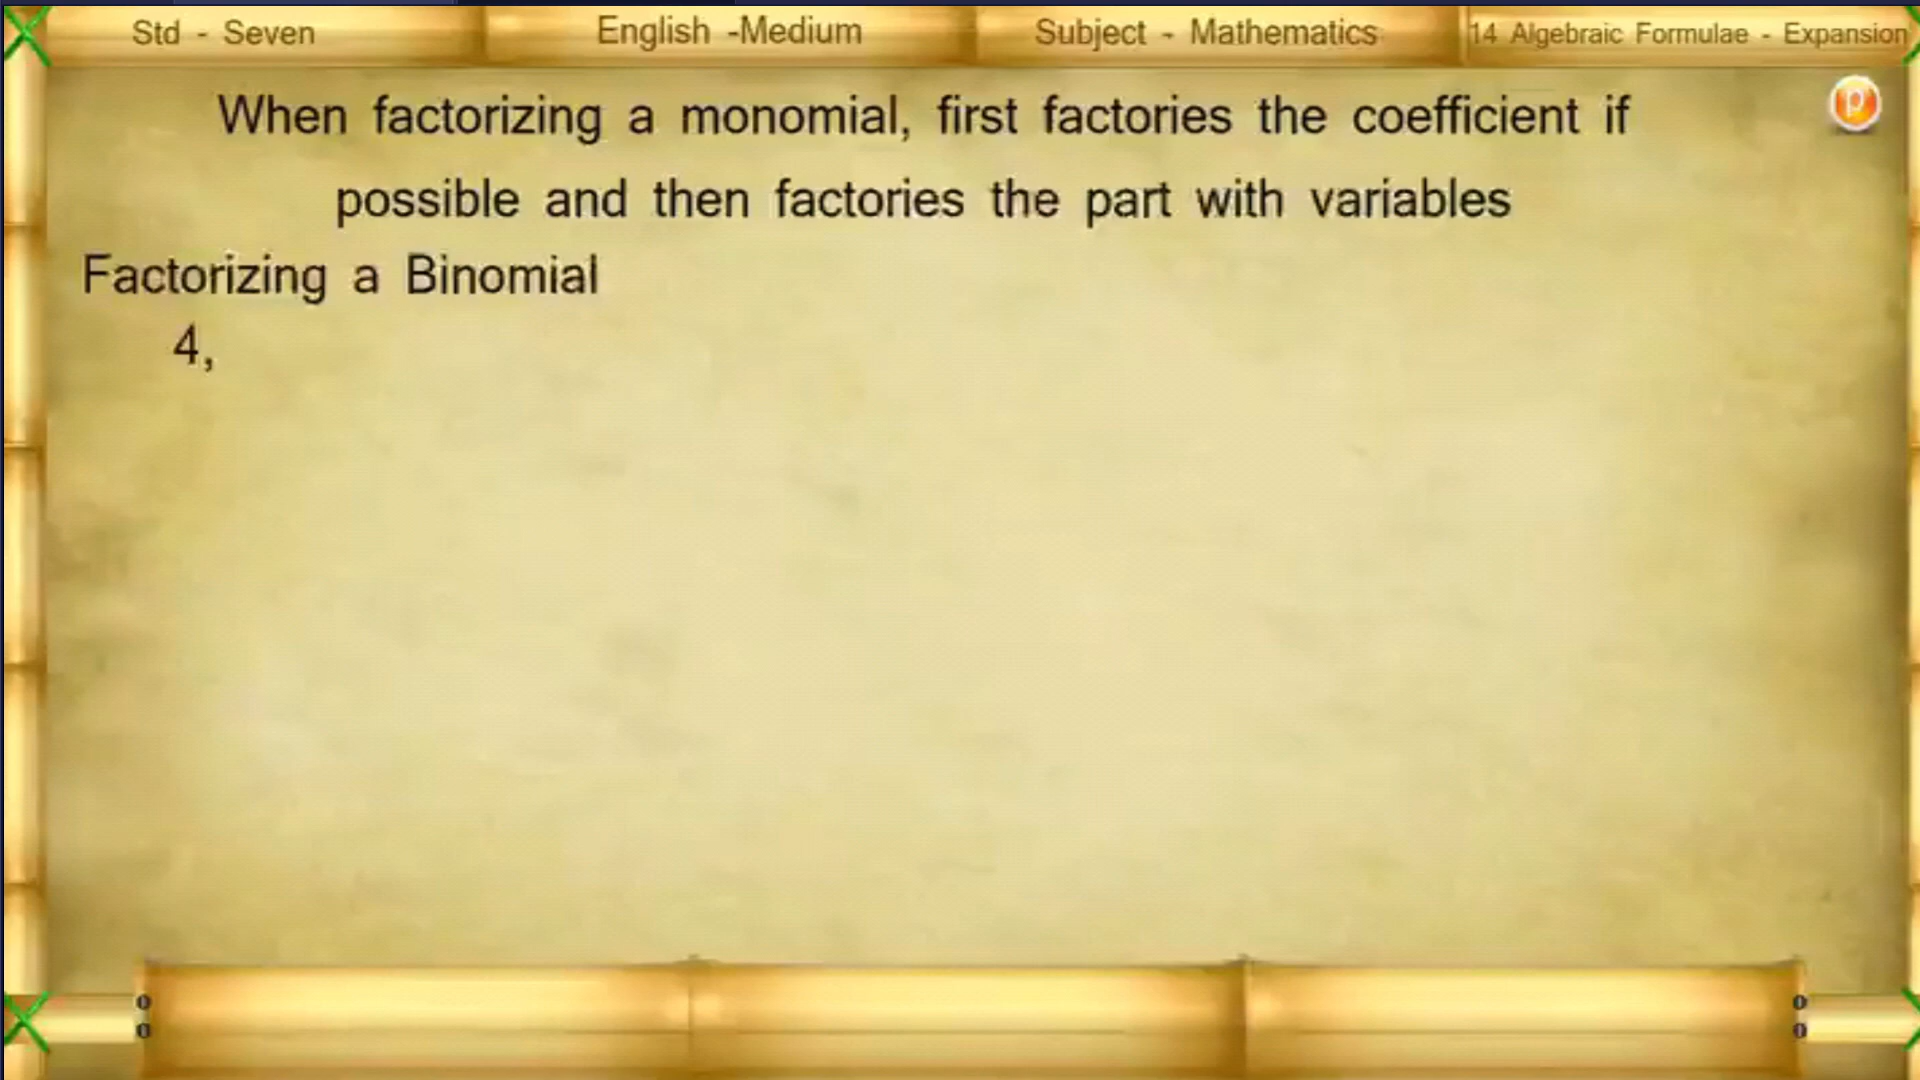 Std - Seven English -Medium Subject - Mathematics 14 Algebraic Formulae - Expansion
When factorizing a monomial, first factories the coefficient if
possible and then factories the part with variables
Factorizing a Binomial
4,
p